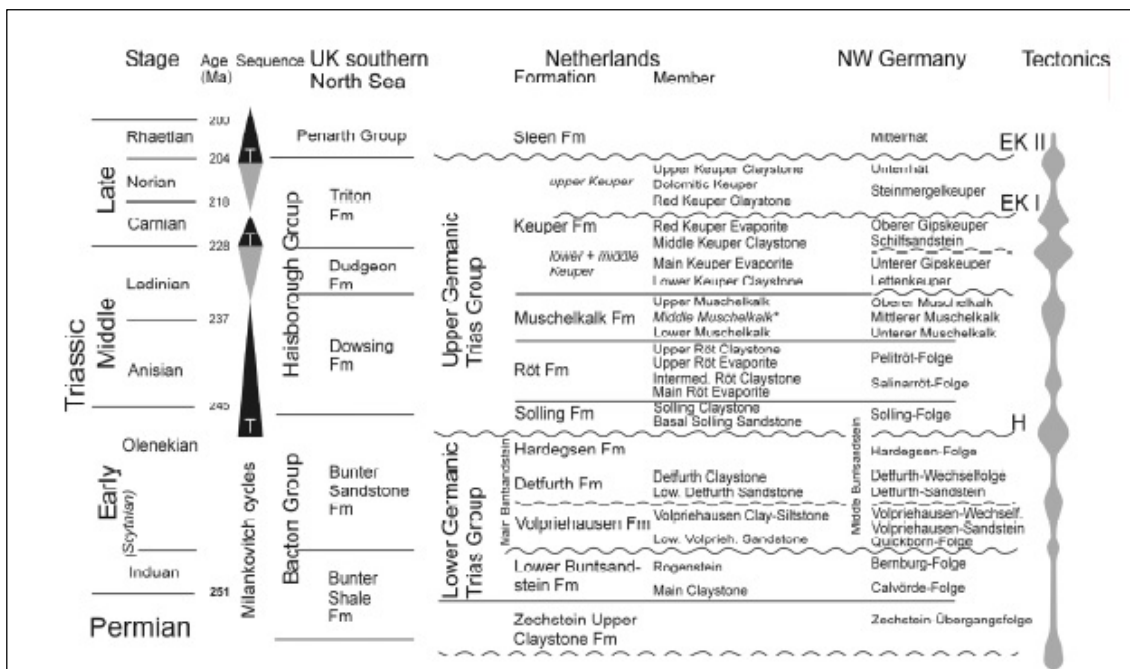 Stage
Age (Ma)
Sequence
UK southern North Sea
Netherlands
Formation
Member
NW Germany
Tectonics
Triassic
Late
Middle
Early
(Scythian)
Permian
Rhaetian
Norian
Carnian
Ladinian
Anisian
Olenekian
Induan
200
204
210
228
237
245
251
T
T
T
Milankovitch cycles
Haisborough Group
Bacton Group
Penarth Group
Triton Fm
Dudgeon Fm
Dowsing Fm
Bunter Sandstone Fm
Bunter Shale Fm
Upper Germanic Trias Group
Lower Germanic Trias Group
Main Buntsandstein
Sleen Fm
upper Keuper
Keuper Fm
lower + middle Keuper
Muschelkalk Fm
Röt Fm
Solling Fm
Hardegsen Fm
Detfurth Fm
Volpriehausen Fm
Lower Buntsand-
stein Fm
Zechstein Upper
Claystone Fm
Upper Keuper Claystone
Dolomitic Keuper
Red Keuper Claystone
Red Keuper Evaporite
Middle Keuper Claystone
Main Keuper Evaporite
Lower Keuper Claystone
Upper Muschelkalk
Middle Muschelkalk*
Lower Muschelkalk
Upper Röt Claystone
Upper Röt Evaporite
Intermed. Röt Claystone
Main Röt Evaporite
Solling Claystone
Basal Solling Sandstone
Detfurth Claystone
Low. Detfurth Sandstone
Volpriehausen Clay-Siltstone
Low. Volprieh. Sandstone
Rogenstein
Main Claystone
Middle Buntsandstein
Mittelrhät
Unterrhät
Steinmergelkeuper
Oberer Gipskeuper
Schilfsandstein
Unterer Gipskeuper
Lettenkeuper
Oberer Muschelkalk
Mittlerer Muschelkalk
Unterer Muschelkalk
Pelitröt-Folge
Salinarröt-Folge
Solling-Folge
Hardegsen-Folge
Detfurth-Wechselfolge
Detfurth-Sandstein
Volpriehausen-Wechself.
Volpriehausen-Sandstein
Quickborn-Folge
Bernburg-Folge
Calvörde-Folge
Zechstein-Übergangsfolge
EK II
EK I
H